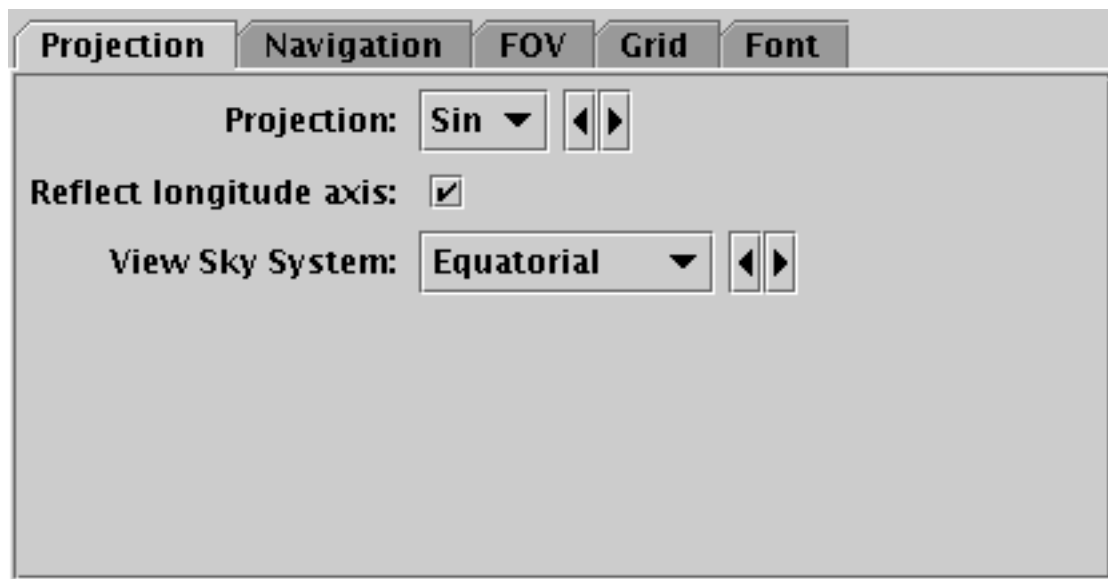 Projection Navigation FOV Grid Font
Projection: Sin
Reflect longitude axis:
View Sky System: Equatorial